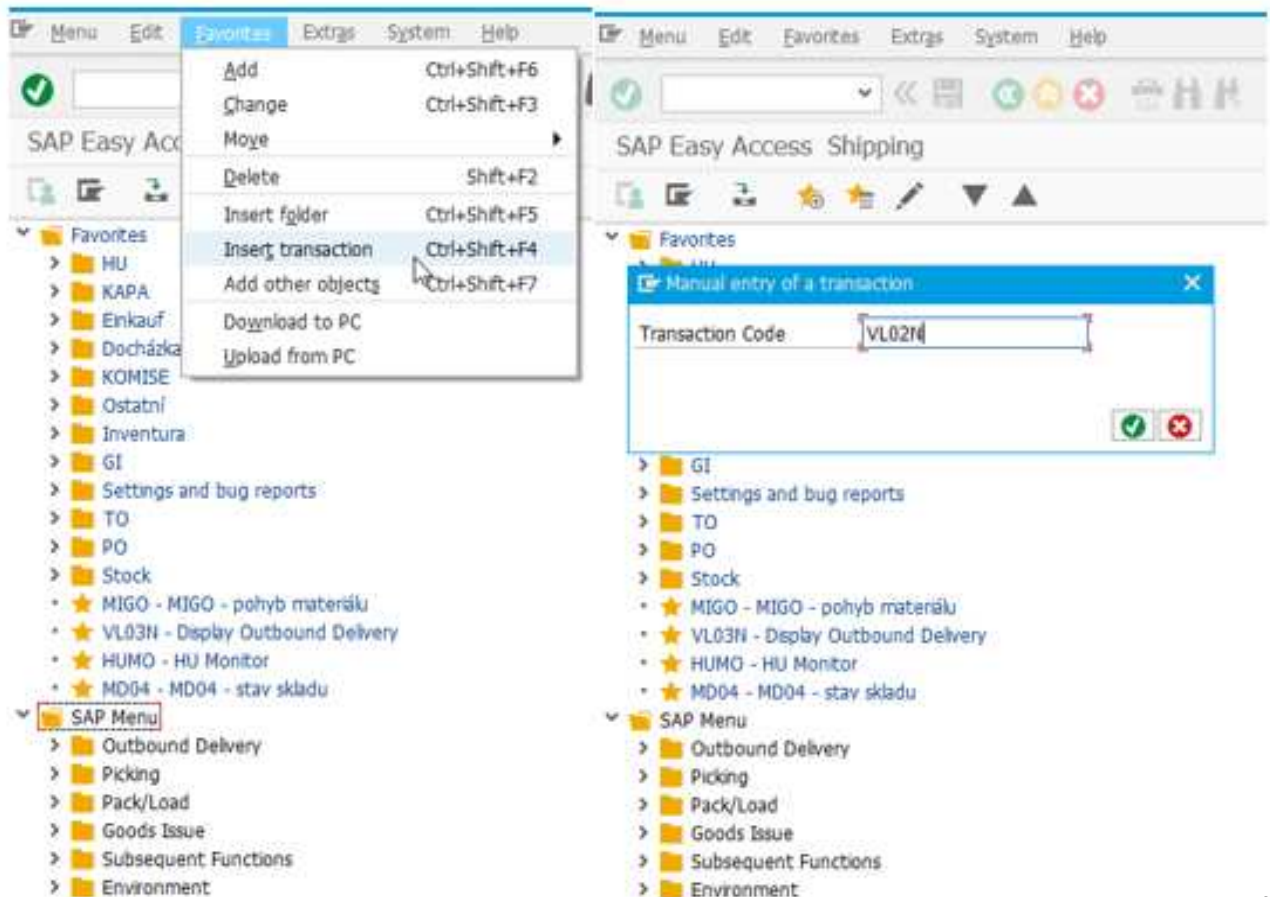 Menu Edit Favorites Extras System Help
Add Ctrl+Shift+F6
Change Ctrl+Shift+F3
Move
Delete Shift+F2
Insert folder Ctrl+Shift+F5
Insert transaction Ctrl+Shift+F4
Add other objects Ctrl+Shift+F7
Download to PC
Upload from PC
SAP Easy Acc
Favorites
HU
KAPA
Einkauf
Docházka
KOMISE
Ostatní
Inventura
GI
Settings and bug reports
TO
PO
Stock
MIGO - MIGO - pohyb materiálu
VL03N - Display Outbound Delivery
HUMO - HU Monitor
MD04 - MD04 - stav skladu
SAP Menu
Outbound Delivery
Picking
Pack/Load
Goods Issue
Subsequent Functions
Environment
Menu Edit Favorites Extras System Help
SAP Easy Access Shipping
Favorites
Manual entry of a transaction
Transaction Code VL02N
GI
Settings and bug reports
TO
PO
Stock
MIGO - MIGO - pohyb materiálu
VL03N - Display Outbound Delivery
HUMO - HU Monitor
MD04 - MD04 - stav skladu
SAP Menu
Outbound Delivery
Picking
Pack/Load
Goods Issue
Subsequent Functions
Environment